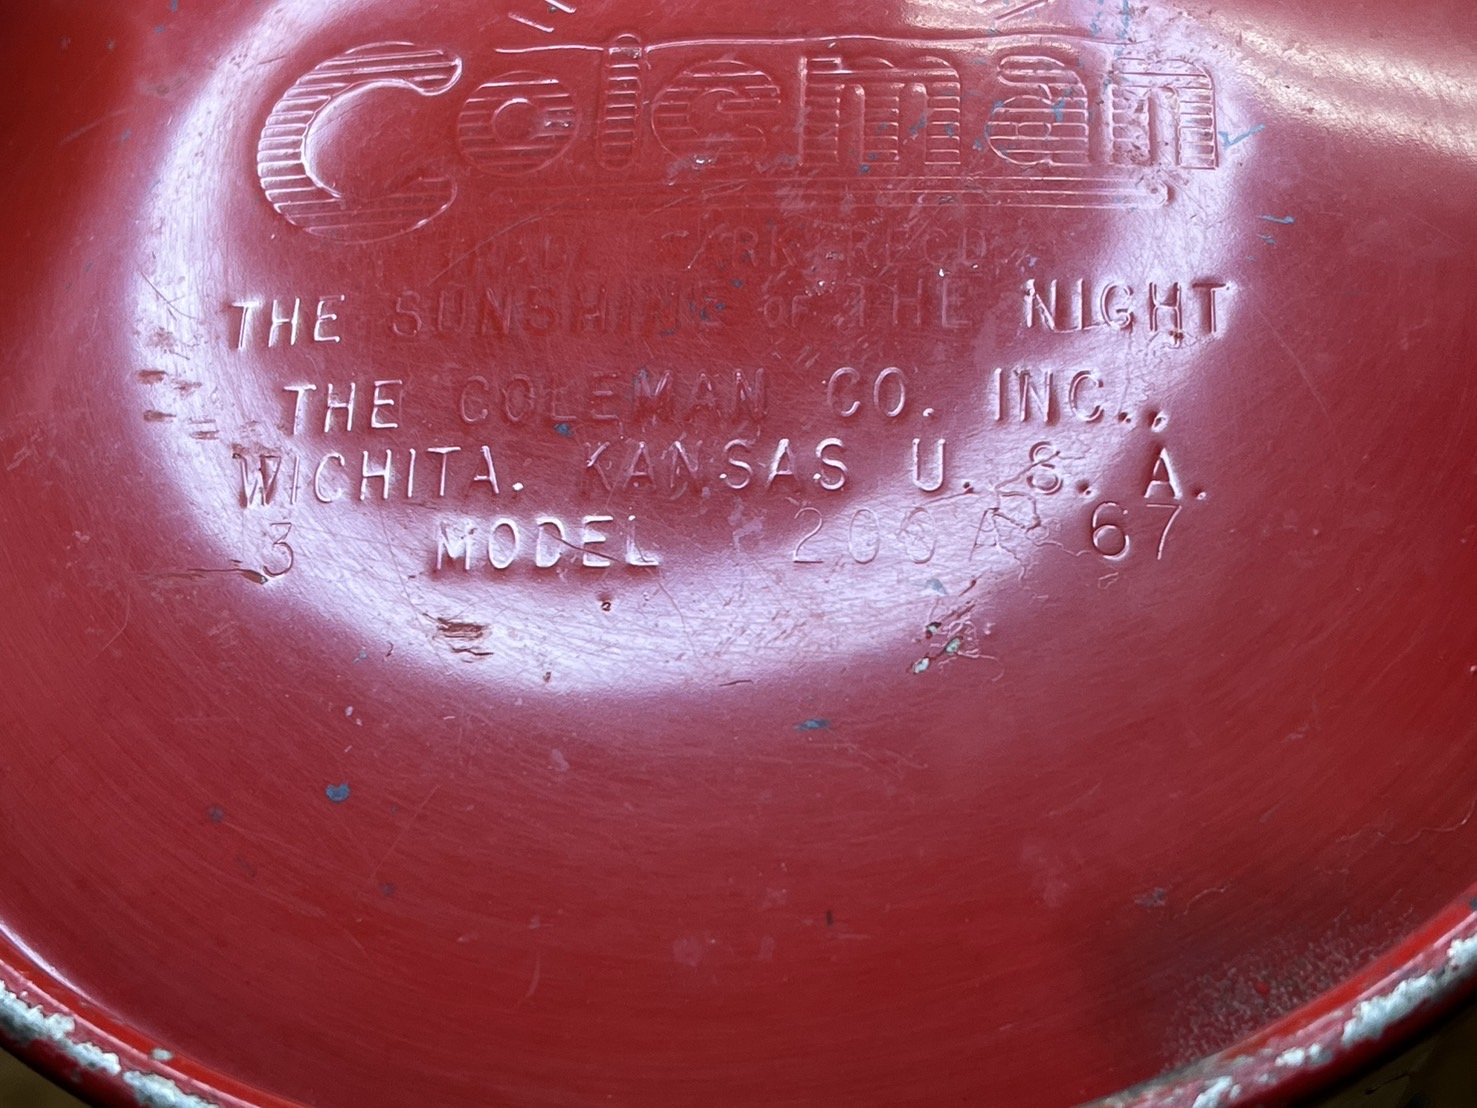 Coleman
THE SUNSHINE OF THE NIGHT
THE COLEMAN CO. INC.,
WICHITA. KANSAS U. S. A.
3 MODEL 200A 67